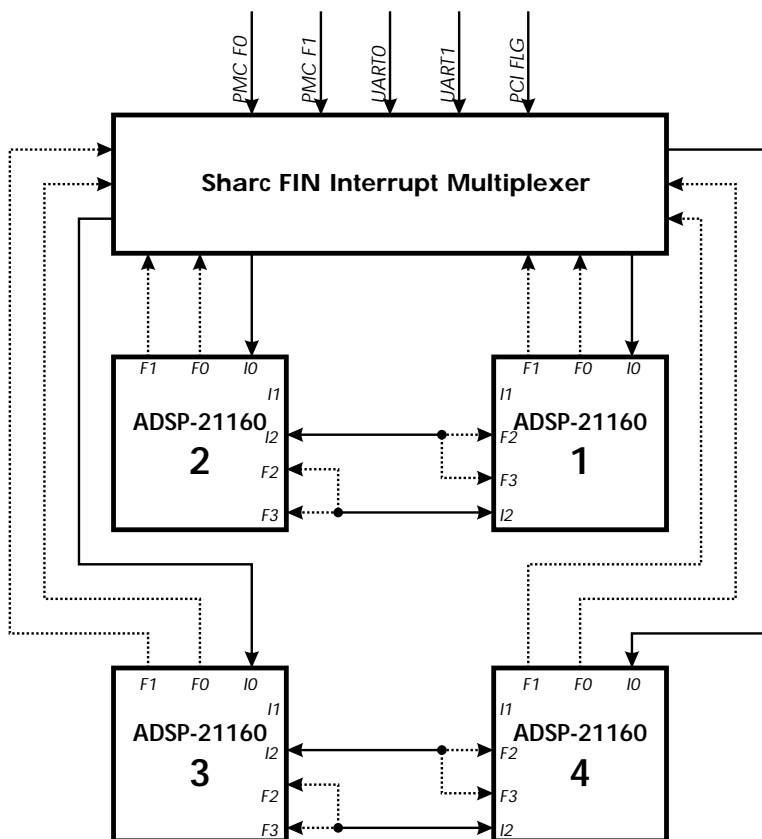 PMC F0
PMC F1
UART0
UART1
PCI FLG
Sharc FIN Interrupt Multiplexer
F1 F0 I0
I1
ADSP-21160
I2
2
F2
F3
F1 F0 I0
I1
ADSP-21160
F2
1
F3
I2
F1 F0 I0
I1
ADSP-21160
I2
3
F2
F3
F1 F0 I0
I1
ADSP-21160
F2
4
F3
I2